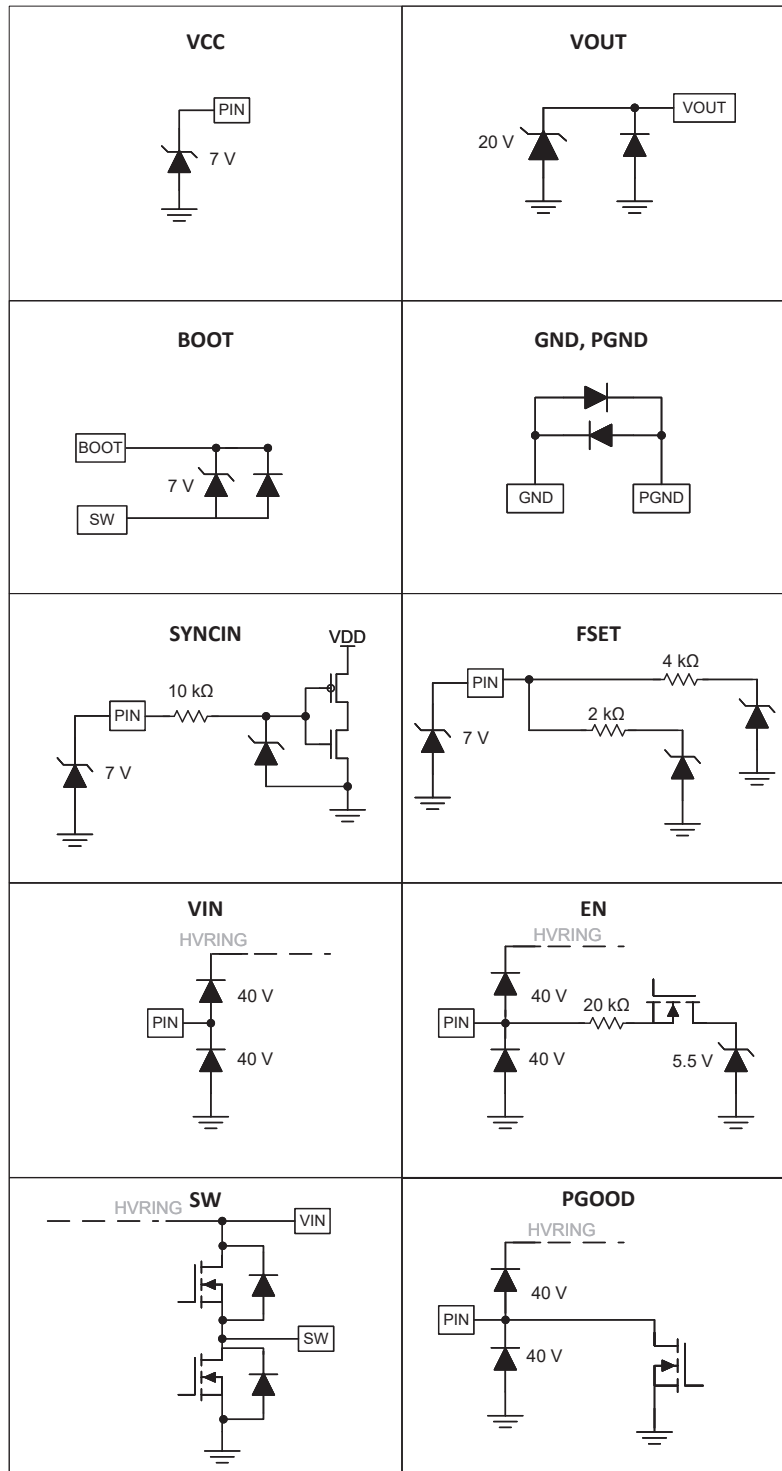 VCC
PIN
7 V
VOUT
VOUT
20 V
BOOT
BOOT
7 V
SW
GND, PGND
GND
PGND
SYNCIN
VDD
10 kΩ
PIN
7 V
FSET
4 kΩ
PIN
2 kΩ
7 V
VIN
HVRING
40 V
PIN
40 V
EN
HVRING
40 V
20 kΩ
PIN
40 V
5.5 V
SW
HVRING
VIN
SW
PGOOD
HVRING
40 V
PIN
40 V